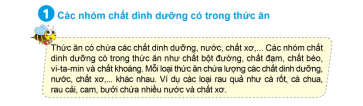 1 Các nhóm chất dinh dưỡng có trong thức ăn
Thức ăn có chứa các chất dinh dưỡng, nước, chất xơ,... Các nhóm chất
dinh dưỡng có trong thức ăn như chất bột đường, chất đạm, chất béo,
vi-ta-min và chất khoáng. Mỗi loại thức ăn chứa lượng các chất dinh dưỡng,
nước, chất xơ,... khác nhau. Ví dụ các loại rau quả như cà rốt, cà chua,
rau cải, cam, bưởi chứa nhiều nước và chất xơ.